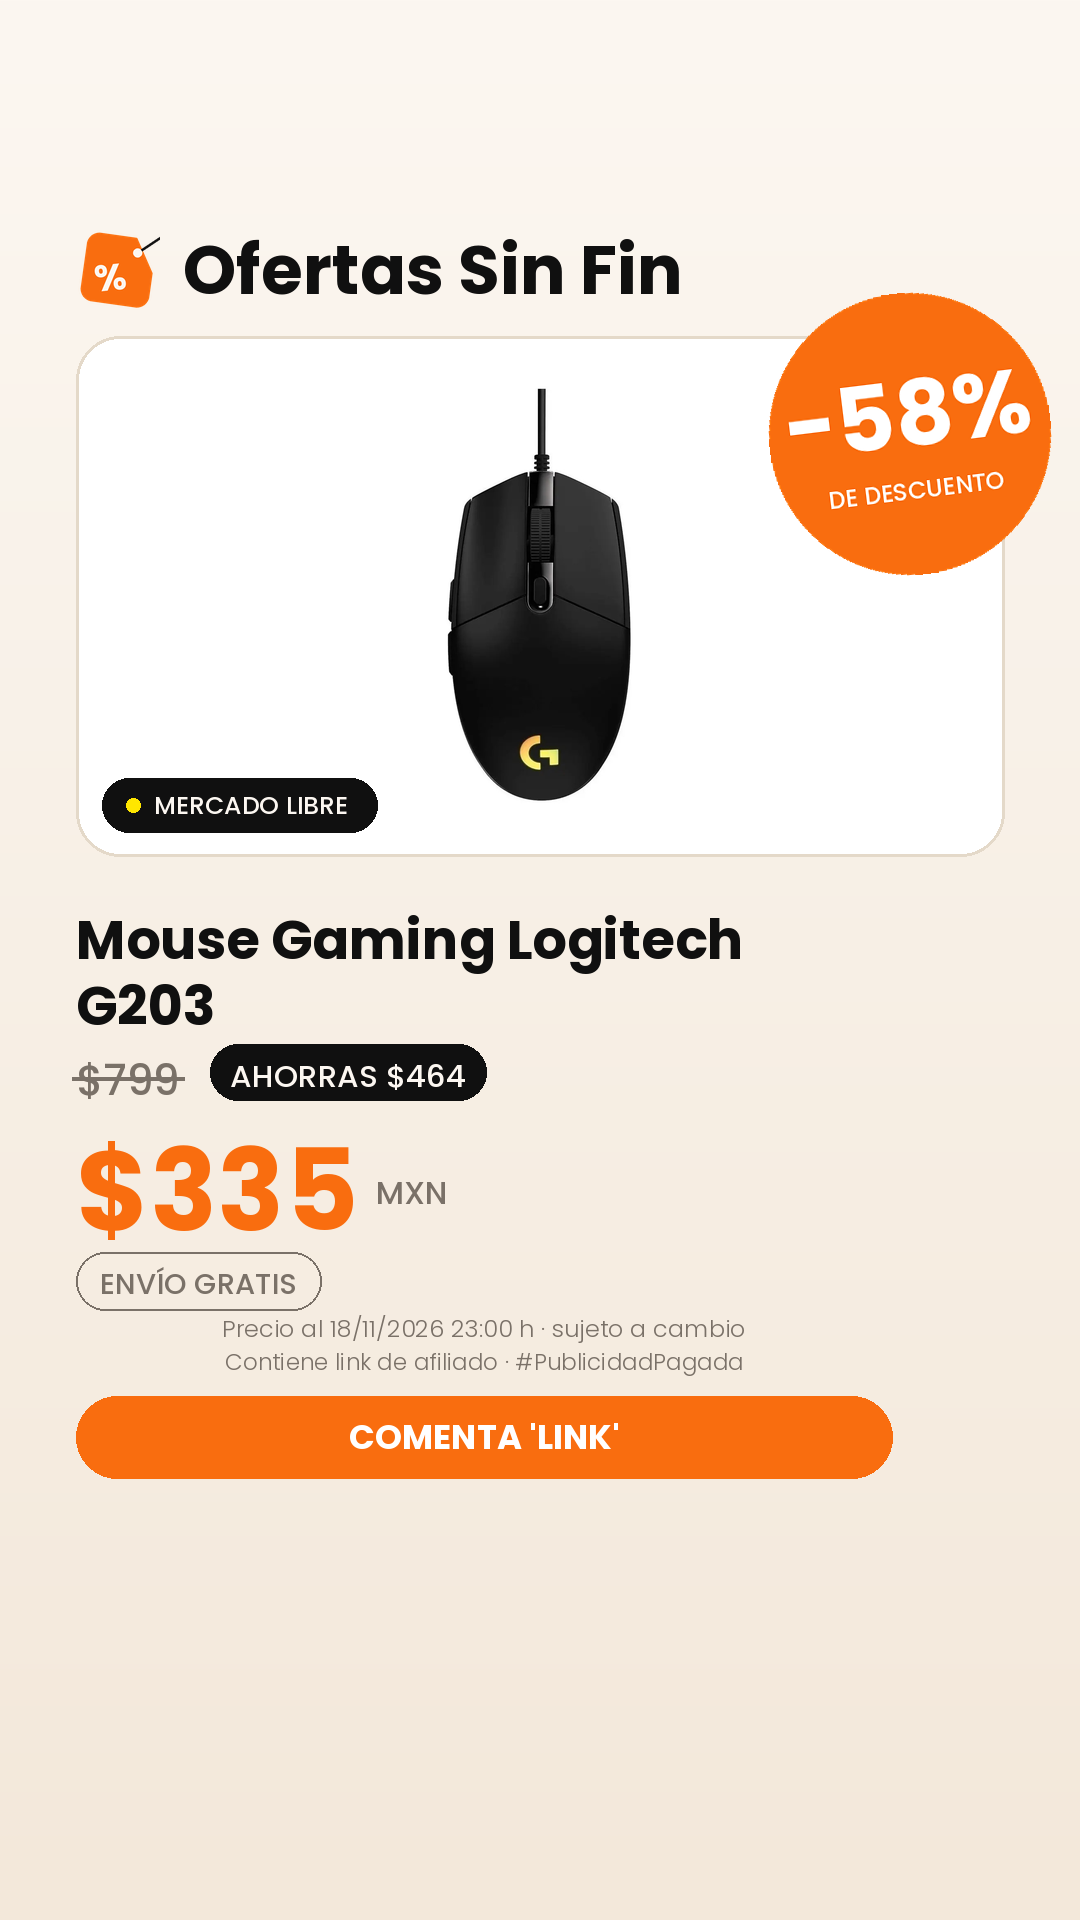 %
Ofertas Sin Fin
-58%
DE DESCUENTO
G
MERCADO LIBRE
Mouse Gaming Logitech
G203
$799
AHORRAS $464
$335 MXN
ENVÍO GRATIS
Precio al 18/11/2026 23:00 h · sujeto a cambio
Contiene link de afiliado · #PublicidadPagada
COMENTA 'LINK'